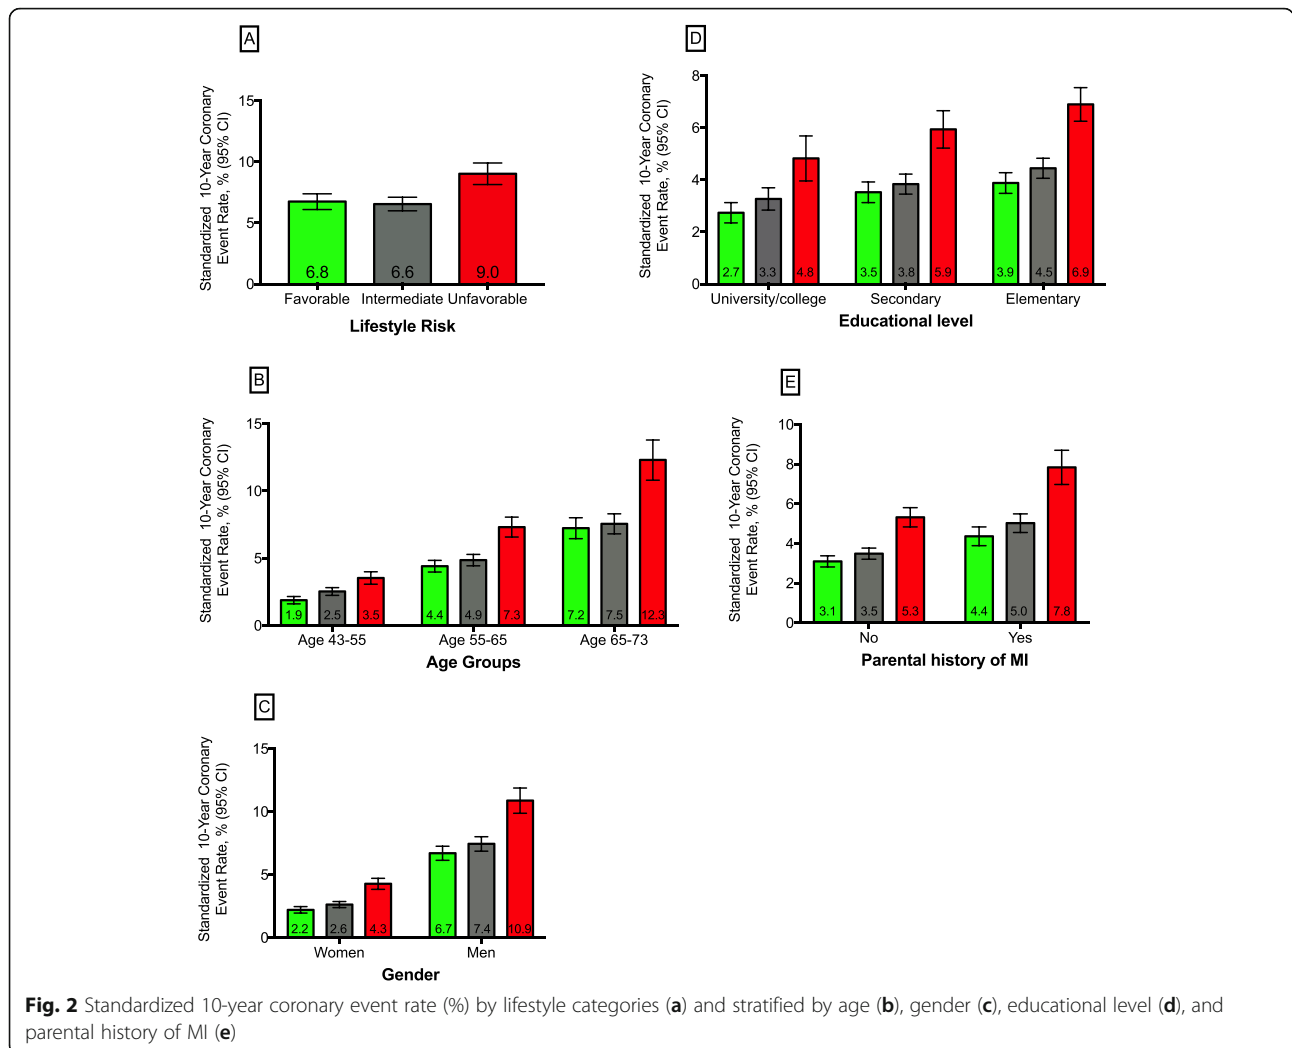 A
Standardized 10-Year Coronary
Event Rate, % (95% CI)
15
10
5
0
6.8
6.6
9.0
Favorable
Intermediate
Unfavorable
Lifestyle Risk
D
Standardized 10-Year Coronary
Event Rate, % (95% CI)
8
6
4
2
0
2.7
3.3
4.8
3.5
3.8
5.9
3.9
4.5
6.9
University/college
Secondary
Elementary
Educational level
B
Standardized 10-Year Coronary
Event Rate, % (95% CI)
15
10
5
0
1.9
2.5
3.5
4.4
4.9
7.3
7.2
7.5
12.3
Age 43-55
Age 55-65
Age 65-73
Age Groups
E
Standardized 10-Year Coronary
Event Rate, % (95% CI)
10
8
6
4
2
0
3.1
3.5
5.3
4.4
5.0
7.8
No
Yes
Parental history of MI
C
Standardized 10-Year Coronary
Event Rate, % (95% CI)
15
10
5
0
2.2
2.6
4.3
6.7
7.4
10.9
Women
Men
Gender
Fig. 2 Standardized 10-year coronary event rate (%) by lifestyle categories (a) and stratified by age (b), gender (c), educational level (d), and
parental history of MI (e)